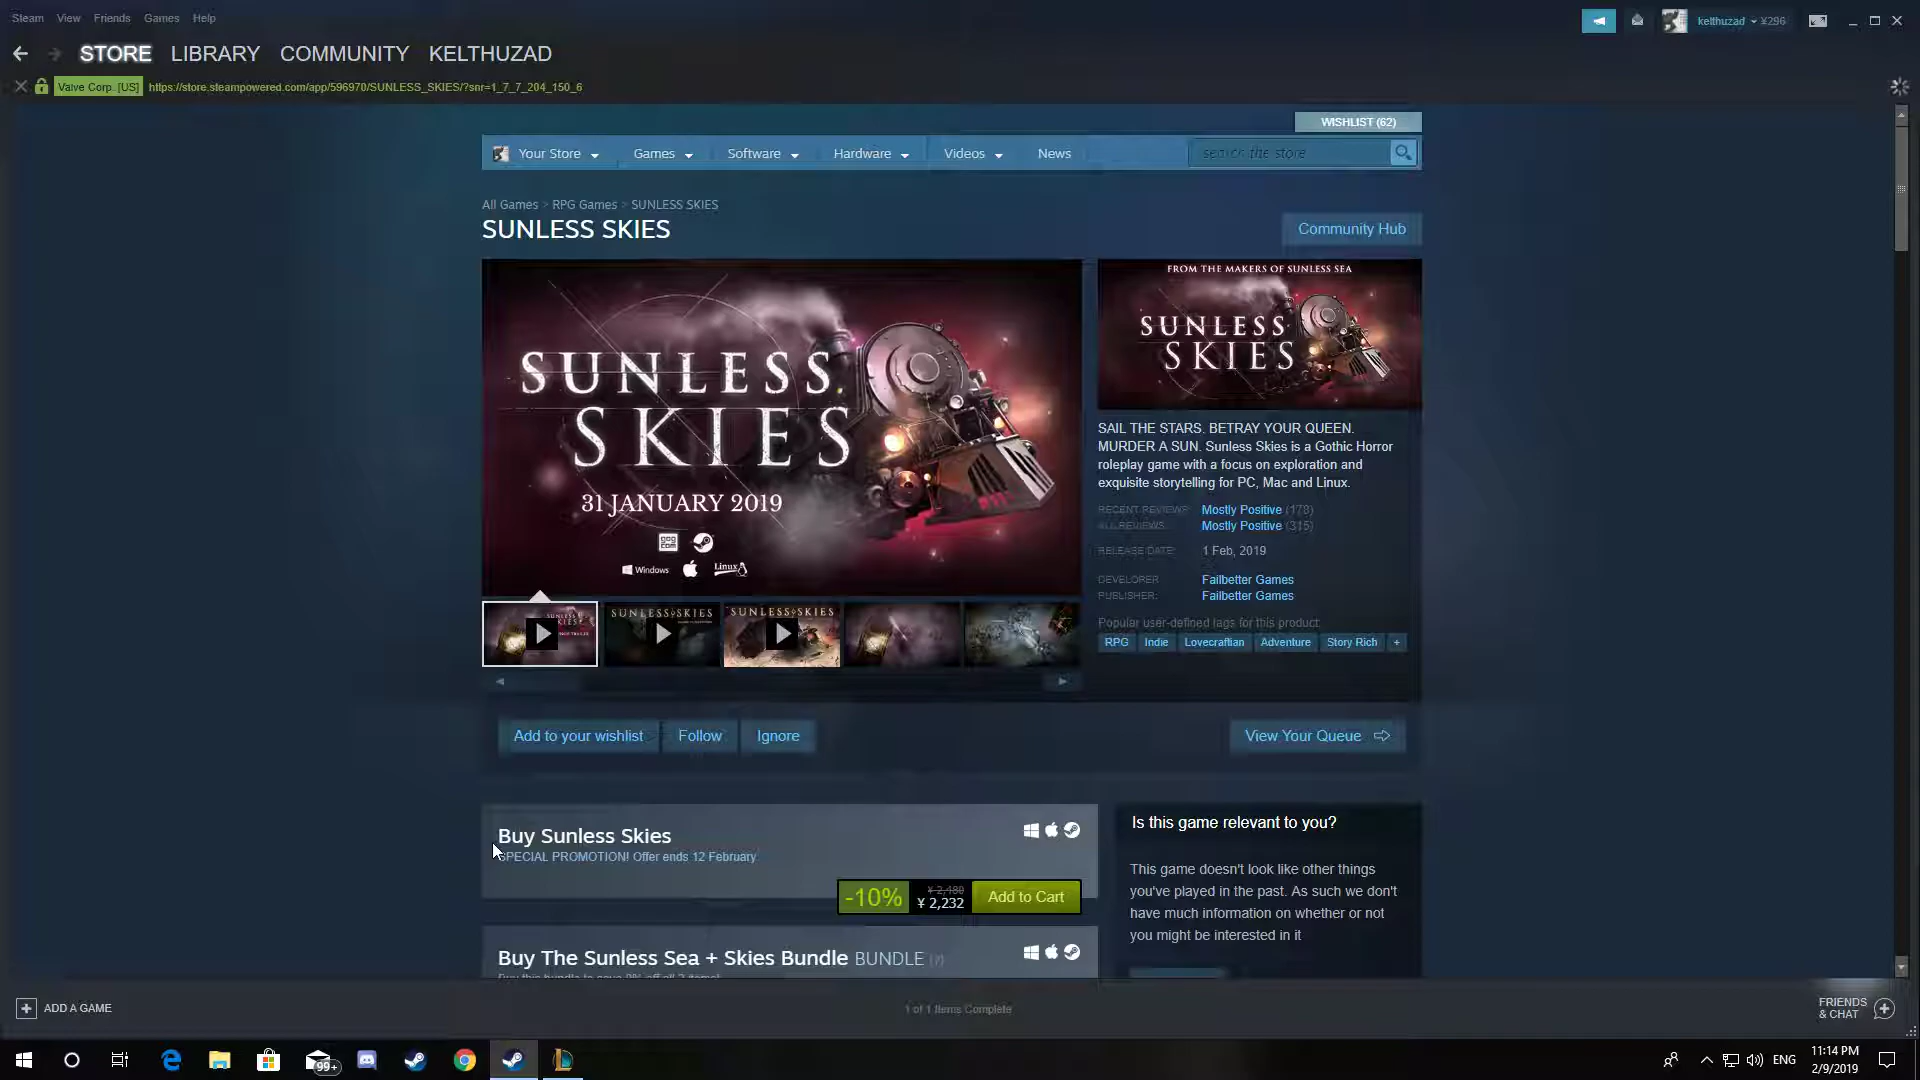 Steam View Friends Games Help
kelthuzad ¥296
STORE LIBRARY COMMUNITY KELTHUZAD
Valve Corp. [US] https://store.steampowered.com/app/596970/SUNLESS_SKIES/?snr=1_7_7_204_150_6
WISHLIST (62)
Your Store Games Software Hardware Videos News search the store
All Games > RPG Games > SUNLESS SKIES
SUNLESS SKIES
Community Hub
SUNLESS
SKIES
31 JANUARY 2019
GOG
COM
Windows Linux
FROM THE MAKERS OF SUNLESS SEA
SUNLESS
SKIES
SAIL THE STARS. BETRAY YOUR QUEEN.
MURDER A SUN. Sunless Skies is a Gothic Horror
roleplay game with a focus on exploration and
exquisite storytelling for PC, Mac and Linux.
RECENT REVIEWS: Mostly Positive (178)
ALL REVIEWS: Mostly Positive (315)
RELEASE DATE: 1 Feb, 2019
DEVELOPER: Failbetter Games
PUBLISHER: Failbetter Games
Popular user-defined tags for this product:
RPG Indie Lovecraftian Adventure Story Rich +
SUNLESS SKIES
SUNLESS SKIES
SUNLESS SKIES
Add to your wishlist Follow Ignore
View Your Queue
Buy Sunless Skies
SPECIAL PROMOTION! Offer ends 12 February
-10% ¥ 2,480 ¥ 2,232 Add to Cart
Buy The Sunless Sea + Skies Bundle BUNDLE (?)
Is this game relevant to you?
This game doesn't look like other things
you've played in the past. As such we don't
have much information on whether or not
you might be interested in it
ADD A GAME
1 of 1 Items Complete
FRIENDS
& CHAT
99+
ENG
11:14 PM
2/9/2019